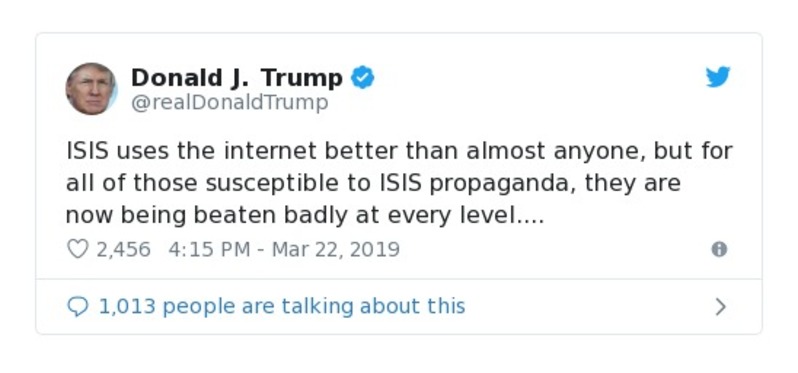 Donald J. Trump
@realDonaldTrump
ISIS uses the internet better than almost anyone, but for
all of those susceptible to ISIS propaganda, they are
now being beaten badly at every level....
2,456 4:15 PM - Mar 22, 2019
1,013 people are talking about this